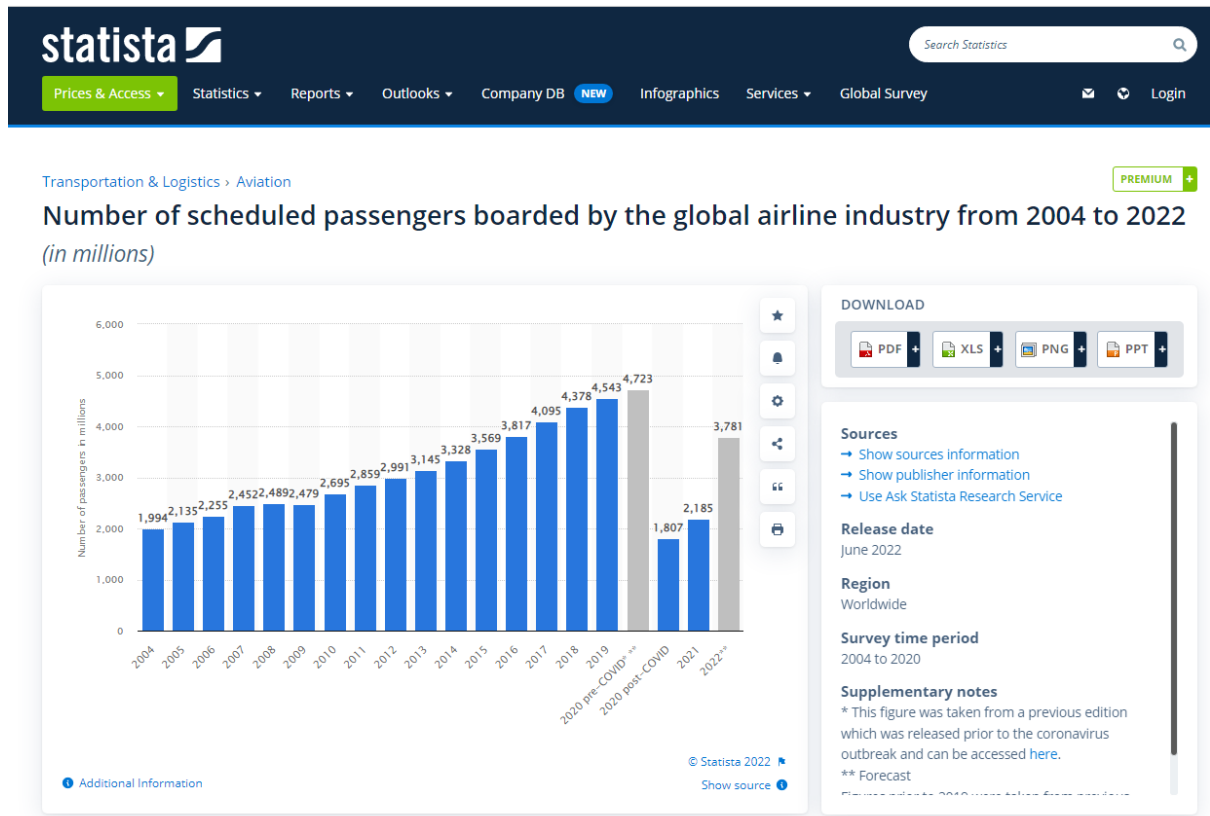 statista
Search Statistics
Prices & Access Statistics Reports Outlooks Company DB NEW Infographics Services Global Survey Login
Transportation & Logistics › Aviation
PREMIUM +
Number of scheduled passengers boarded by the global airline industry from 2004 to 2022
(in millions)
Number of passengers in millions
6,000
5,000
4,000
3,000
2,000
1,000
0
1,994
2,135
2,255
2,452
2,489
2,479
2,695
2,859
2,991
3,145
3,328
3,569
3,817
4,095
4,378
4,543
4,723
1,807
2,185
3,781
2004
2005
2006
2007
2008
2009
2010
2011
2012
2013
2014
2015
2016
2017
2018
2019
2020 pre-COVID* **
2020 post-COVID
2021
2022**
Additional Information
© Statista 2022
Show source
DOWNLOAD
PDF + XLS + PNG + PPT +
Sources
→ Show sources information
→ Show publisher information
→ Use Ask Statista Research Service
Release date
June 2022
Region
Worldwide
Survey time period
2004 to 2020
Supplementary notes
* This figure was taken from a previous edition
which was released prior to the coronavirus
outbreak and can be accessed here.
** Forecast
Figures prior to 2019 were taken from previous